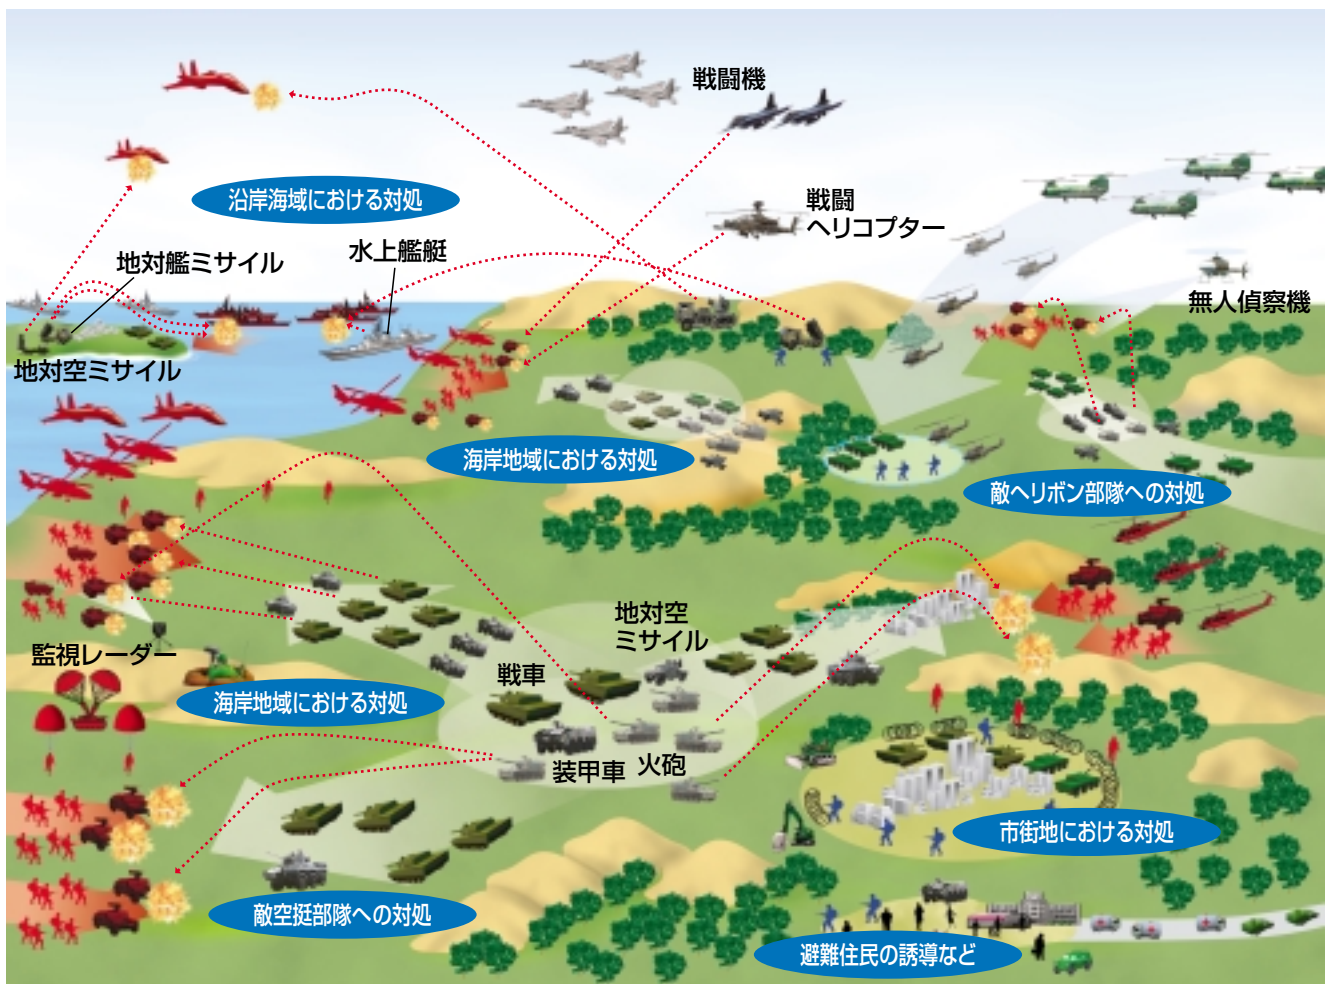 戦闘機
沿岸海域における対処
戦闘
ヘリコプター
水上艦艇
地対艦ミサイル
無人偵察機
地対空ミサイル
海岸地域における対処
敵ヘリボン部隊への対処
地対空
ミサイル
監視レーダー
戦車
海岸地域における対処
装甲車
火砲
市街地における対処
敵空挺部隊への対処
避難住民の誘導など